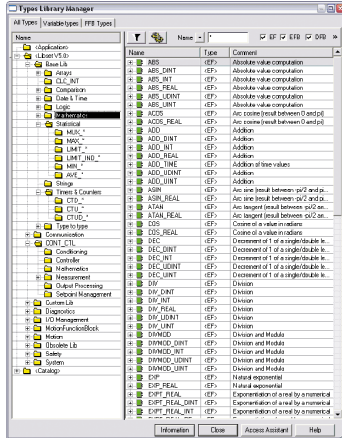 Types Library Manager
All Types Variable types FFB Types
Name
<Application>
<Libset V5.0>
Base Lib
Arrays
CLC_INT
Comparison
Date & Time
Logic
Mathematics
Statistical
MUX_*
MAX_*
LIMIT_*
LIMIT_IND_*
MIN_*
AVE_*
Strings
Timers & Counters
CTD_*
CTU_*
CTUD_*
Type to type
Communication
CONT_CTL
Conditioning
Controller
Mathematics
Measurement
Output Processing
Setpoint Management
Custom Lib
Diagnostics
I/O Management
MotionFunctionBlock
Motion
Obsolete Lib
Safety
System
<Catalog>
Name * EF EFB DFB »
Name Type Comment
ABS <EF> Absolute value computation
ABS_DINT <EF> Absolute value computation
ABS_INT <EF> Absolute value computation
ABS_REAL <EF> Absolute value computation
ABS_UDINT <EF> Absolute value computation
ABS_UINT <EF> Absolute value computation
ACOS <EF> Arc cosine (result between 0 and pi)
ACOS_REAL <EF> Arc cosine (result between 0 and pi)
ADD <EF> Addition
ADD_DINT <EF> Addition
ADD_INT <EF> Addition
ADD_REAL <EF> Addition
ADD_TIME <EF> Addition of time values
ADD_UDINT <EF> Addition
ADD_UINT <EF> Addition
ASIN <EF> Arc sine (result between -pi/2 and pi...
ASIN_REAL <EF> Arc sine (result between -pi/2 and pi...
ATAN <EF> Arc tangent (result between -pi/2 an...
ATAN_REAL <EF> Arc tangent (result between -pi/2 an...
COS <EF> Cosine of a value in radians
COS_REAL <EF> Cosine of a value in radians
DEC <EF> Decrement of 1 of a single/double le...
DEC_DINT <EF> Decrement of 1 of a single/double le...
DEC_INT <EF> Decrement of 1 of a single/double le...
DEC_UDINT <EF> Decrement of 1 of a single/double le...
DEC_UINT <EF> Decrement of 1 of a single/double le...
DIV <EF> Division
DIV_DINT <EF> Division
DIV_INT <EF> Division
DIV_REAL <EF> Division
DIV_UDINT <EF> Division
DIV_UINT <EF> Division
DIVMOD <EF> Division and Modulo
DIVMOD_DINT <EF> Division and Modulo
DIVMOD_INT <EF> Division and Modulo
DIVMOD_UDINT <EF> Division and Modulo
DIVMOD_UINT <EF> Division and Modulo
EXP <EF> Natural exponential
EXP_REAL <EF> Natural exponential
EXPT_REAL <EF> Exponentiation of a real by a numerical
EXPT_REAL_DINT <EF> Exponentiation of a real by a numerical
EXPT_REAL_INT <EF> Exponentiation of a real by a numerical
Information Close Access Assistant Help